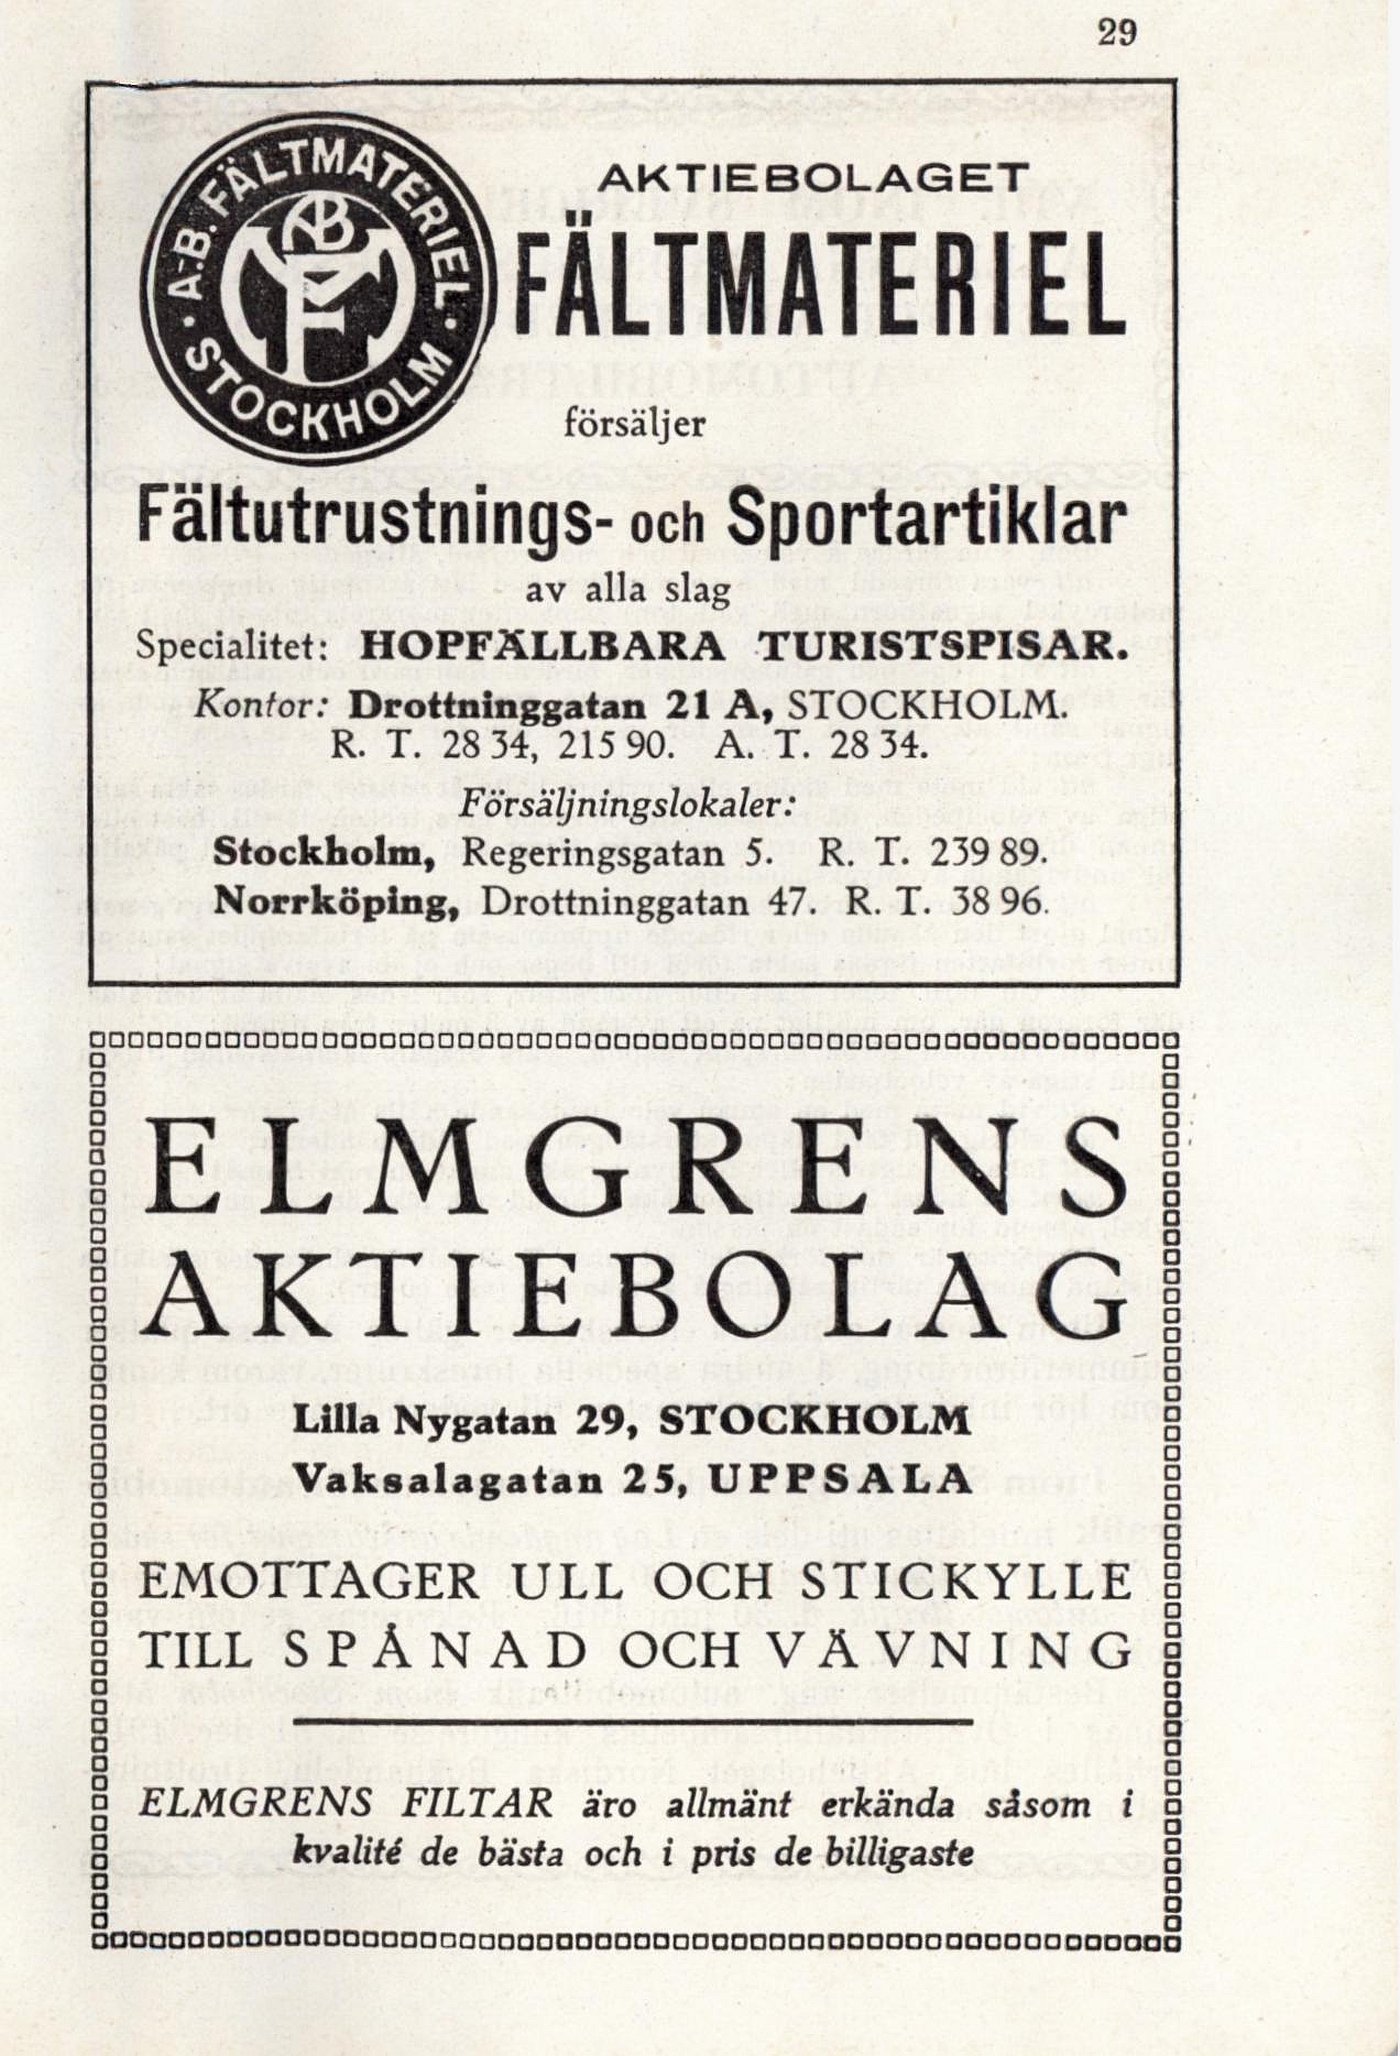 29
A.-B. FÄLTMATERIEL. STOCKHOLM
AB
FM
AKTIEBOLAGET
FÄLTMATERIEL
försäljer
Fältutrustnings- och Sportartiklar
av alla slag
Specialitet: HOPFÄLLBARA TURISTSPISAR.
Kontor: Drottninggatan 21 A, STOCKHOLM.
R. T. 28 34, 215 90. A. T. 28 34.
Försäljningslokaler:
Stockholm, Regeringsgatan 5. R. T. 239 89.
Norrköping, Drottninggatan 47. R. T. 38 96.
ELMGRENS
AKTIEBOLAG
Lilla Nygatan 29, STOCKHOLM
Vaksalagatan 25, UPPSALA
EMOTTAGER ULL OCH STICKYLLE
TILL SPÅNAD OCH VÄVNING
ELMGRENS FILTAR äro allmänt erkända såsom i
kvalité de bästa och i pris de billigaste